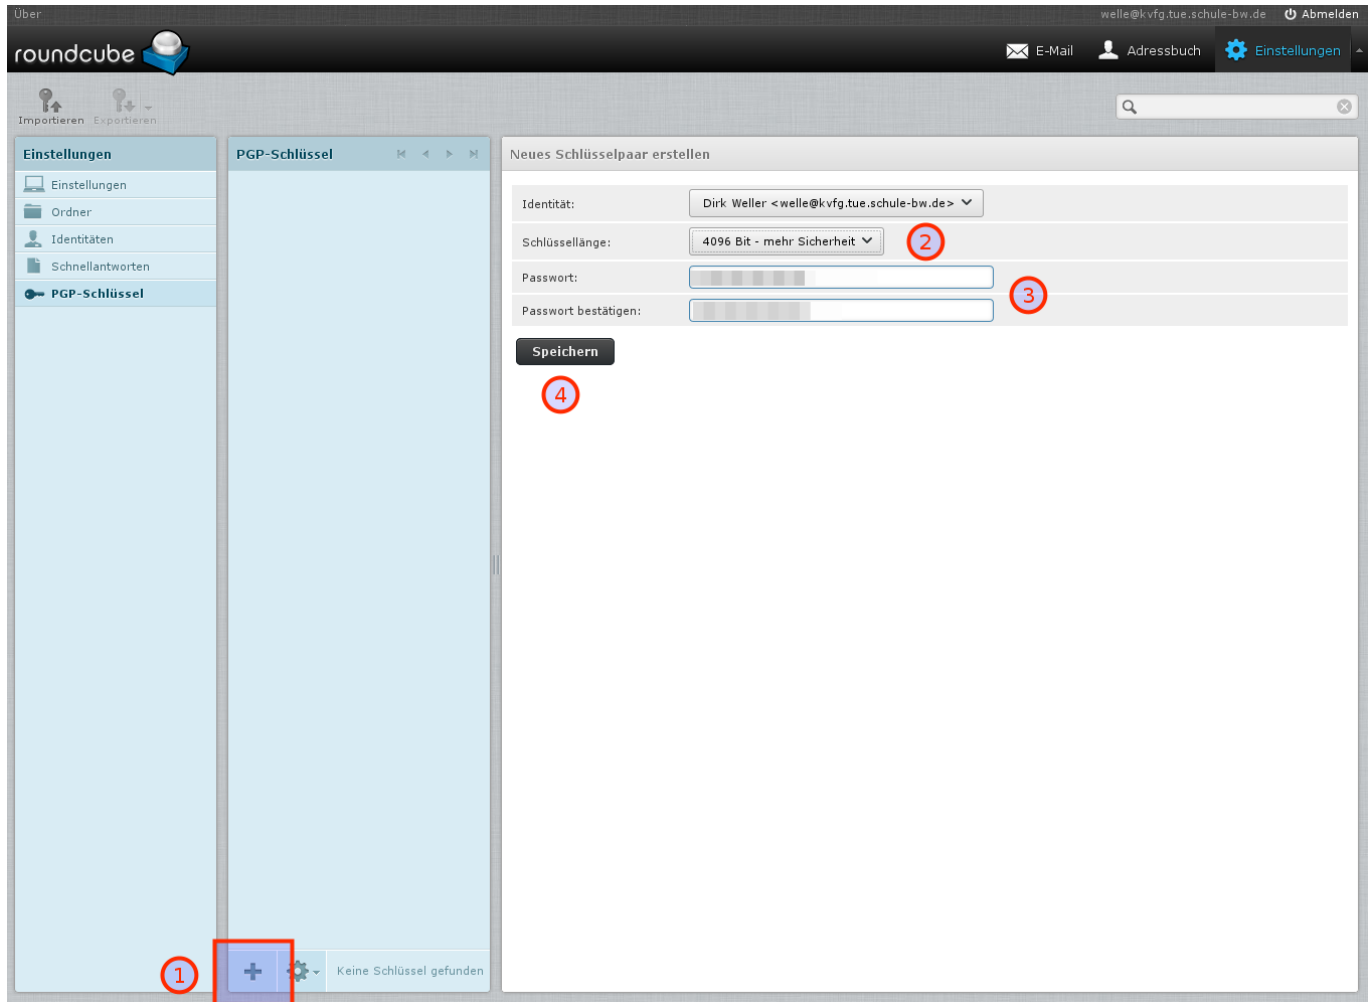 Über
welle@kvfg.tue.schule-bw.de Abmelden
roundcube
E-Mail Adressbuch Einstellungen
Importieren Exportieren
Einstellungen
Einstellungen
Ordner
Identitäten
Schnellantworten
PGP-Schlüssel
PGP-Schlüssel
Keine Schlüssel gefunden
1
Neues Schlüsselpaar erstellen
Identität: Dirk Weller <welle@kvfg.tue.schule-bw.de>
Schlüssellänge: 4096 Bit - mehr Sicherheit 2
Passwort:
3
Passwort bestätigen:
Speichern
4